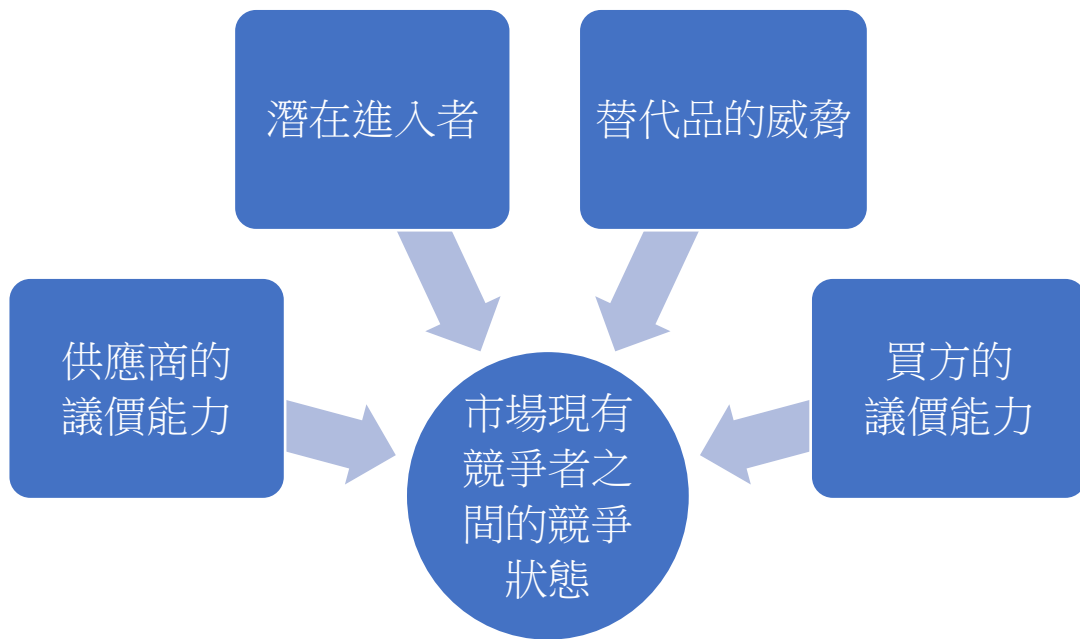 潛在進入者
替代品的威脅
供應商的
議價能力
買方的
議價能力
市場現有
競爭者之
間的競爭
狀態